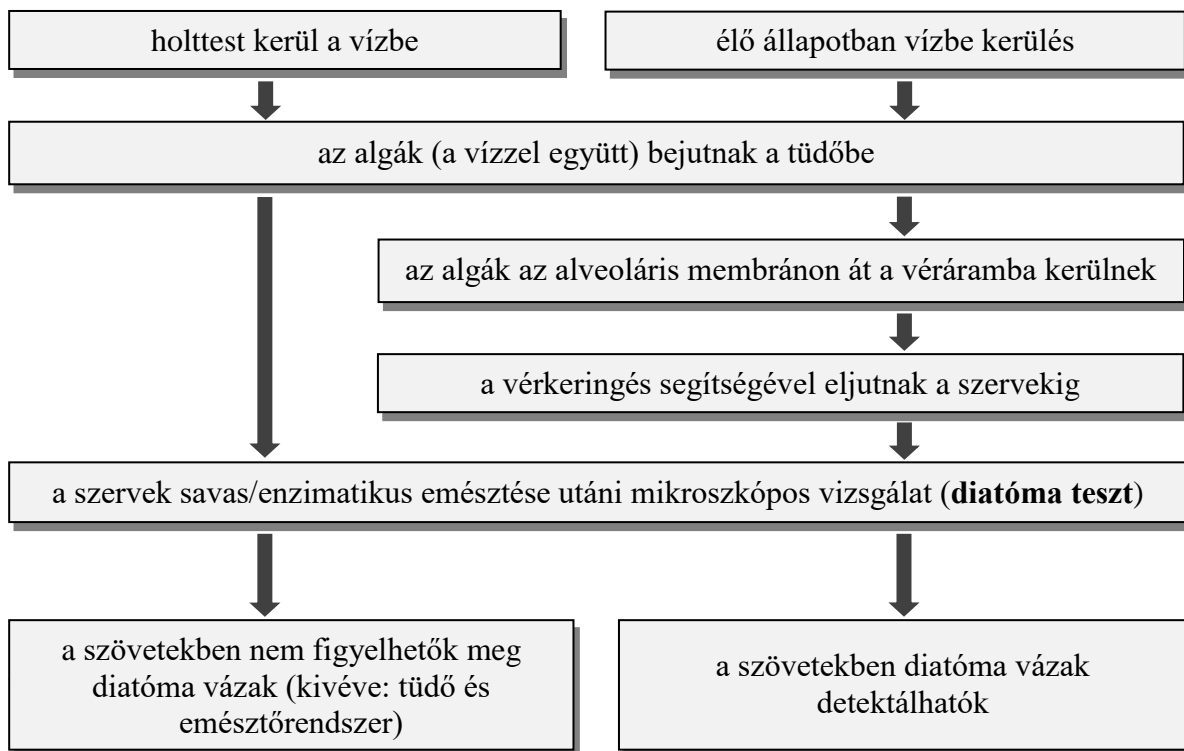 holttest kerül a vízbe
élő állapotban vízbe kerülés
az algák (a vízzel együtt) bejutnak a tüdőbe
az algák az alveoláris membránon át a véráramba kerülnek
a vérkeringés segítségével eljutnak a szervekig
a szervek savas/enzimatikus emésztése utáni mikroszkópos vizsgálat (diatóma teszt)
a szövetekben nem figyelhetők meg
diatóma vázak (kivéve: tüdő és
emésztőrendszer)
a szövetekben diatóma vázak
detektálhatók